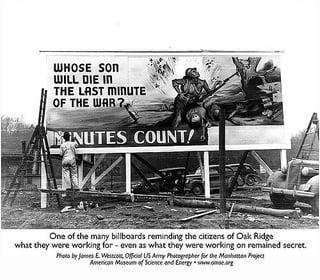 WHOSE SON
WILL DIE IN
THE LAST MINUTE
OF THE WAR?
MINUTES COUNT!
One of the many billboards reminding the citizens of Oak Ridge
what they were working for - even as what they were working on remained secret.
Photo by James E. Westcott, Official US Army Photographer for the Manhattan Project
American Museum of Science and Energy • www.amse.org